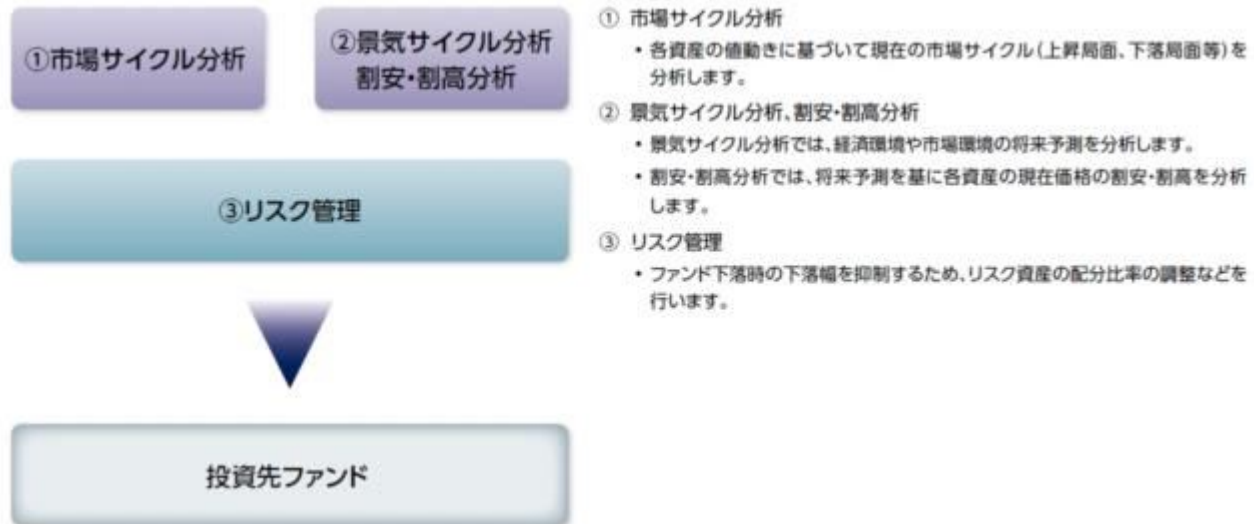 ①市場サイクル分析
②景気サイクル分析
割安・割高分析
③リスク管理
投資先ファンド
① 市場サイクル分析
・各資産の値動きに基づいて現在の市場サイクル（上昇局面、下落局面等）を
分析します。
② 景気サイクル分析、割安・割高分析
・景気サイクル分析では、経済環境や市場環境の将来予測を分析します。
・割安・割高分析では、将来予測を基に各資産の現在価格の割安・割高を分析
します。
③ リスク管理
・ファンド下落時の下落幅を抑制するため、リスク資産の配分比率の調整などを
行います。